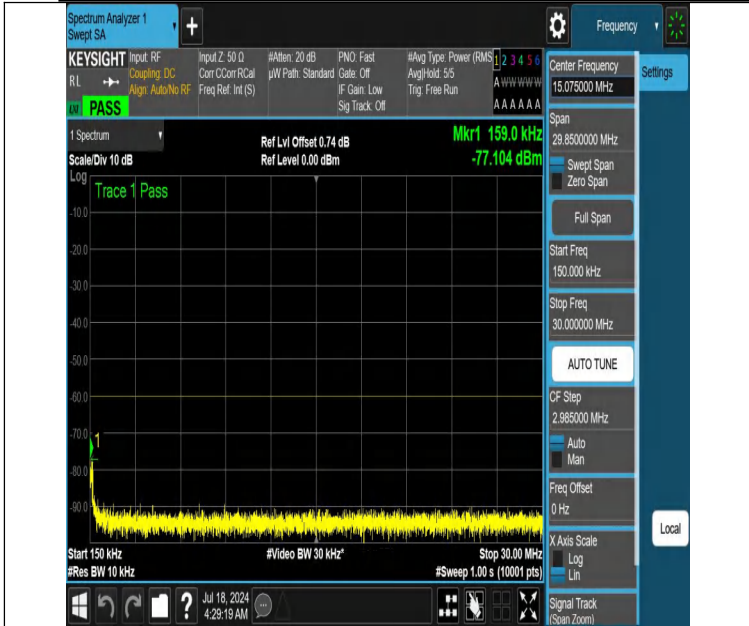 Spectrum Analyzer 1
Swept SA
+
Frequency
KEYSIGHT
RL
PASS
Input: RF
Coupling: DC
Align: Auto/No RF
Input Z: 50 Ω
Corr CCorr RCal
Freq Ref: Int (S)
#Atten: 20 dB
µW Path: Standard
PNO: Fast
Gate: Off
IF Gain: Low
Sig Track: Off
#Avg Type: Power (RMS
Avg|Hold: 5/5
Trig: Free Run
1 2 3 4 5 6
A W W W W W
A A A A A A
1 Spectrum
Scale/Div 10 dB
Log
Ref Lvl Offset 0.74 dB
Ref Level 0.00 dBm
Mkr1 159.0 kHz
-77.104 dBm
Trace 1 Pass
-10.0
-20.0
-30.0
-40.0
-50.0
-60.0
-70.0
1
-80.0
-90.0
Start 150 kHz
#Res BW 10 kHz
#Video BW 30 kHz*
Stop 30.00 MHz
#Sweep 1.00 s (10001 pts)
?
Jul 18, 2024
4:29:19 AM
Center Frequency
15.075000 MHz
Settings
Span
29.8500000 MHz
Swept Span
Zero Span
Full Span
Start Freq
150.000 kHz
Stop Freq
30.000000 MHz
AUTO TUNE
CF Step
2.985000 MHz
Auto
Man
Freq Offset
0 Hz
X Axis Scale
Log
Lin
Local
Signal Track
(Span Zoom)